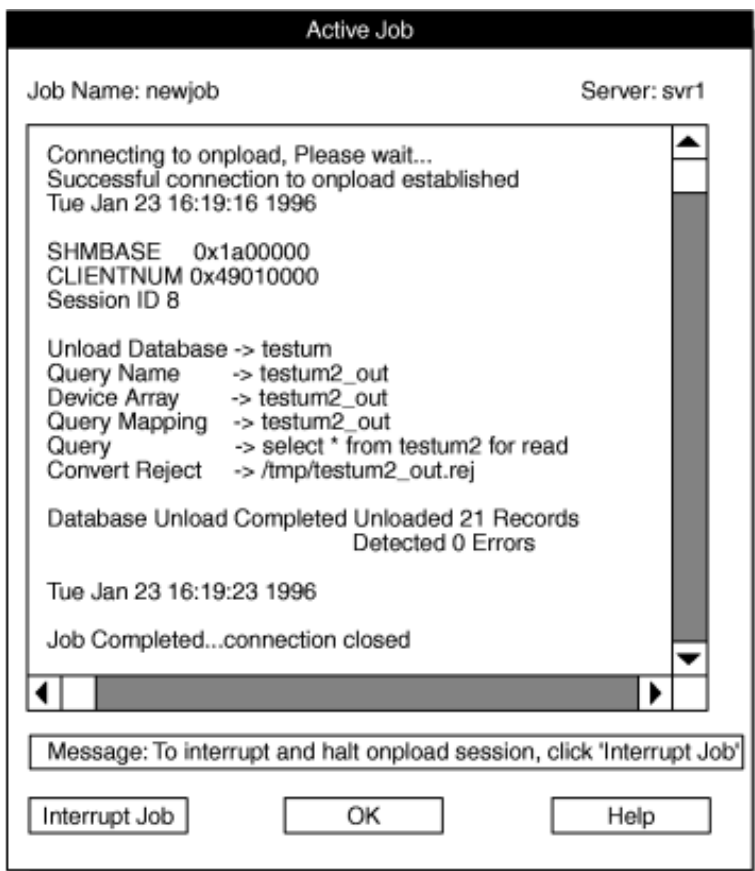 Active Job
Job Name: newjob Server: svr1
Connecting to onpload, Please wait...
Successful connection to onpload established
Tue Jan 23 16:19:16 1996
SHMBASE 0x1a00000
CLIENTNUM 0x49010000
Session ID 8
Unload Database -> testum
Query Name -> testum2_out
Device Array -> testum2_out
Query Mapping -> testum2_out
Query -> select * from testum2 for read
Convert Reject -> /tmp/testum2_out.rej
Database Unload Completed Unloaded 21 Records
Detected 0 Errors
Tue Jan 23 16:19:23 1996
Job Completed...connection closed
Message: To interrupt and halt onpload session, click 'Interrupt Job'
Interrupt Job OK Help